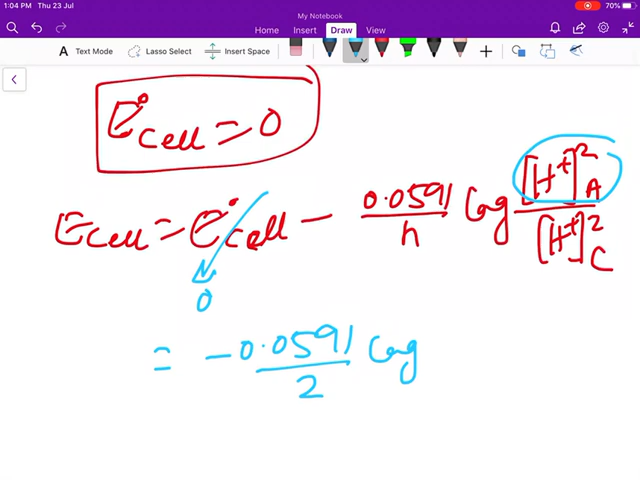 1:04 PM Thu 23 Jul
70%
My Notebook
Home Insert Draw View
A Text Mode Lasso Select Insert Space
E°cell = 0
Ecell = E°cell - 0.0591/n log [H+]²A/[H+]²C
0
= -0.0591/2 log